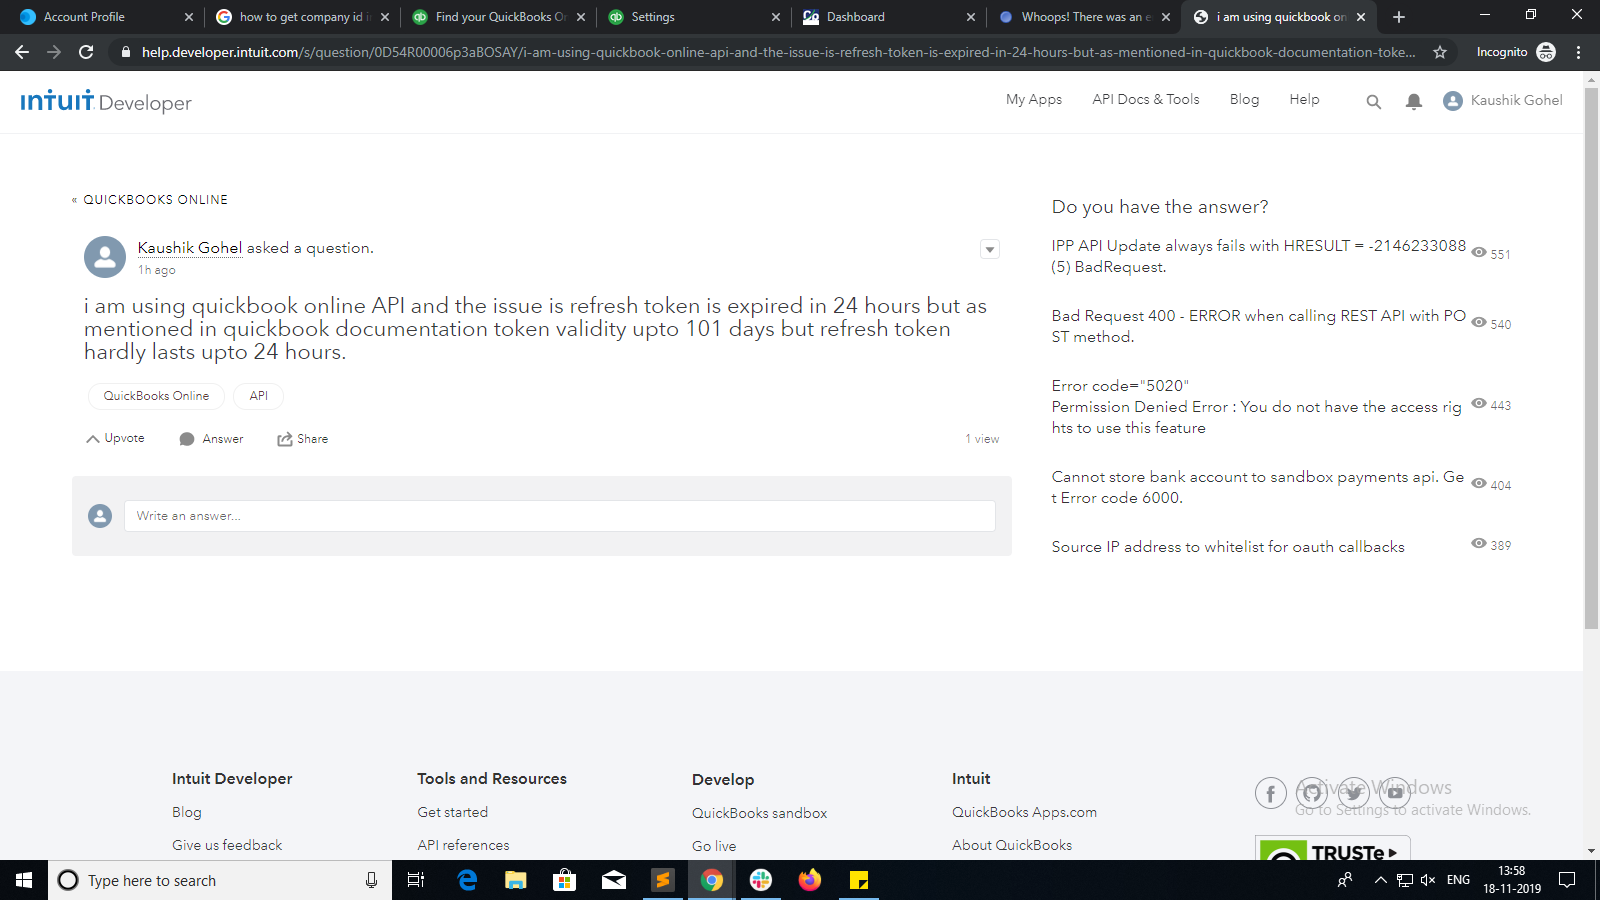 Account Profile
how to get company id i
Find your QuickBooks O
Settings
Dashboard
Whoops! There was an e
i am using quickbook on
help.developer.intuit.com/s/question/0D54R00006p3aBOSAY/i-am-using-quickbook-online-api-and-the-issue-is-refresh-token-is-expired-in-24-hours-but-as-mentioned-in-quickbook-documentation-toke...
Incognito
intuit Developer
My Apps
API Docs & Tools
Blog
Help
Kaushik Gohel
« QUICKBOOKS ONLINE
Kaushik Gohel asked a question.
1h ago
i am using quickbook online API and the issue is refresh token is expired in 24 hours but as
mentioned in quickbook documentation token validity upto 101 days but refresh token
hardly lasts upto 24 hours.
QuickBooks Online
API
Upvote
Answer
Share
1 view
Write an answer...
Do you have the answer?
IPP API Update always fails with HRESULT = -2146233088
(5) BadRequest.
551
Bad Request 400 - ERROR when calling REST API with PO
ST method.
540
Error code="5020"
Permission Denied Error : You do not have the access rig
hts to use this feature
443
Cannot store bank account to sandbox payments api. Ge
t Error code 6000.
404
Source IP address to whitelist for oauth callbacks
389
Intuit Developer
Blog
Give us feedback
Tools and Resources
Get started
API references
Develop
QuickBooks sandbox
Go live
Intuit
QuickBooks Apps.com
About QuickBooks
Activate Windows
Go to Settings to activate Windows.
TRUSTe
Type here to search
ENG
13:58
18-11-2019